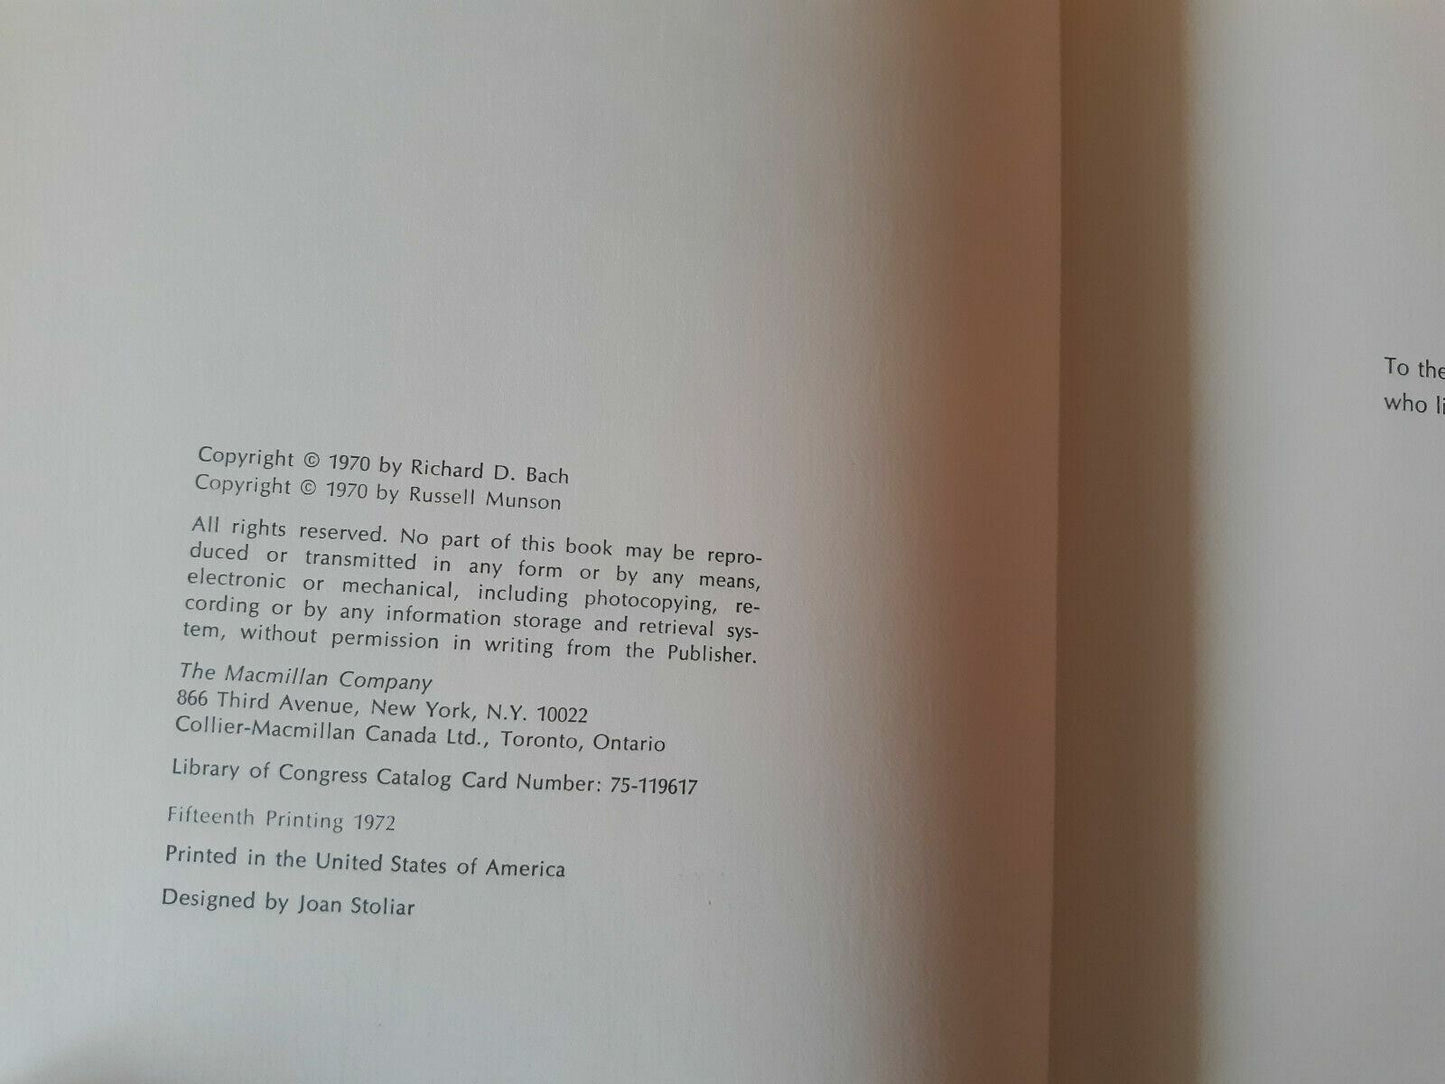 Copyright © 1970 by Richard D. Bach
Copyright © 1970 by Russell Munson
All rights reserved. No part of this book may be repro-
duced or transmitted in any form or by any means,
electronic or mechanical, including photocopying, re-
cording or by any information storage and retrieval sys-
tem, without permission in writing from the Publisher.
The Macmillan Company
866 Third Avenue, New York, N.Y. 10022
Collier-Macmillan Canada Ltd., Toronto, Ontario
Library of Congress Catalog Card Number: 75-119617
Fifteenth Printing 1972
Printed in the United States of America
Designed by Joan Stoliar
To the
who li